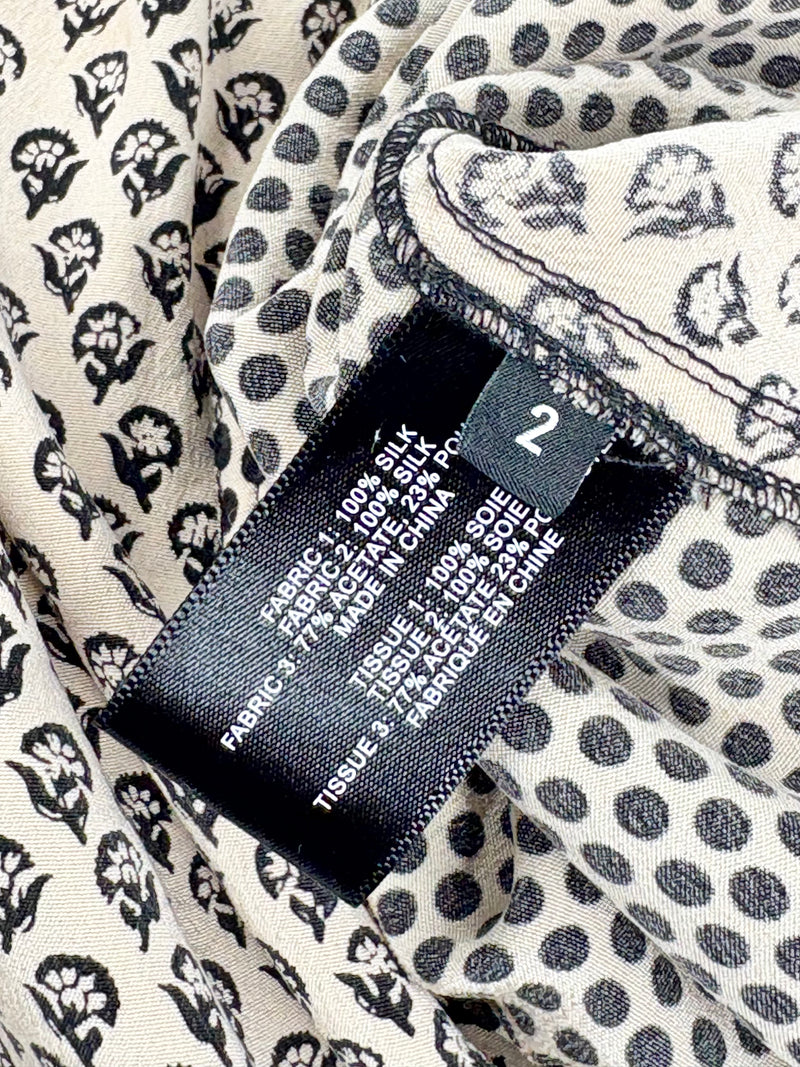 2
FABRIC 1: 100% SILK
FABRIC 2: 100% SILK
FABRIC 3: 77% ACETATE, 23%
MADE IN CHINA
TISSUE 1: 100% SOIE
TISSUE 2: 100% SOIE
TISSUE 3: 77% ACETATE 23%
FABRIQUE EN CHINE